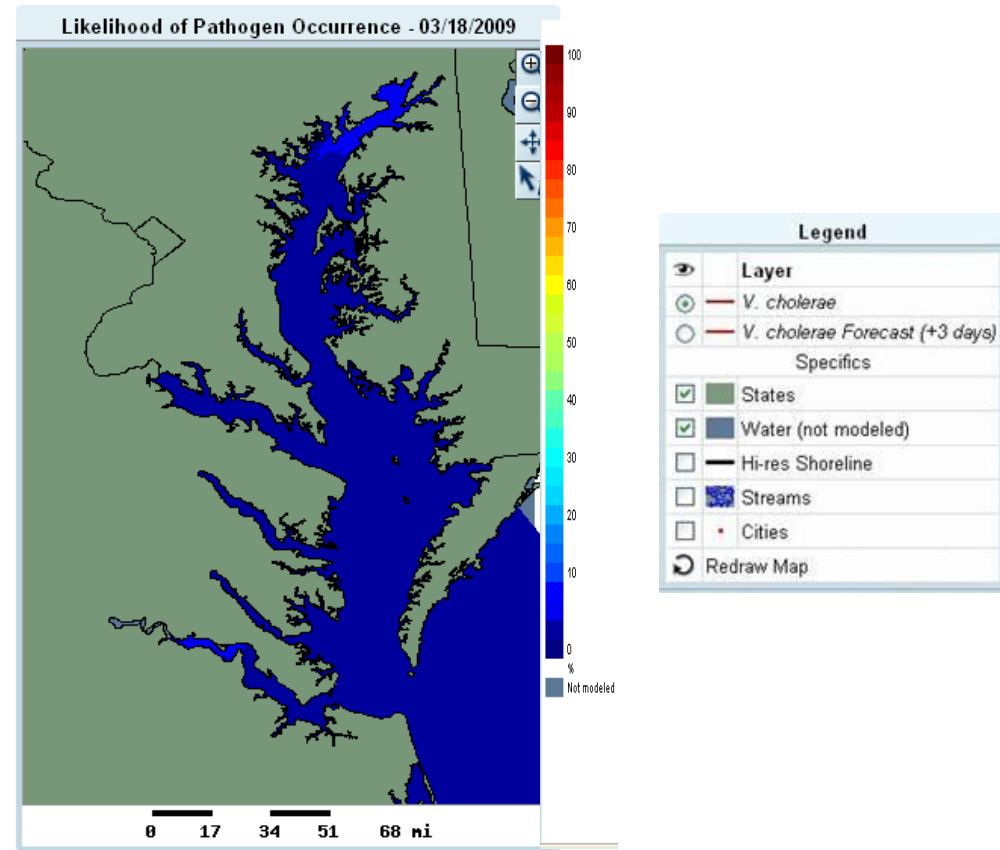 Likelihood of Pathogen Occurrence - 03/18/2009
100
90
80
70
60
50
40
30
20
10
0
%
Not modeled
0 17 34 51 68 mi
Legend
Layer
V. cholerae
V. cholerae Forecast (+3 days)
Specifics
States
Water (not modeled)
Hi-res Shoreline
Streams
Cities
Redraw Map